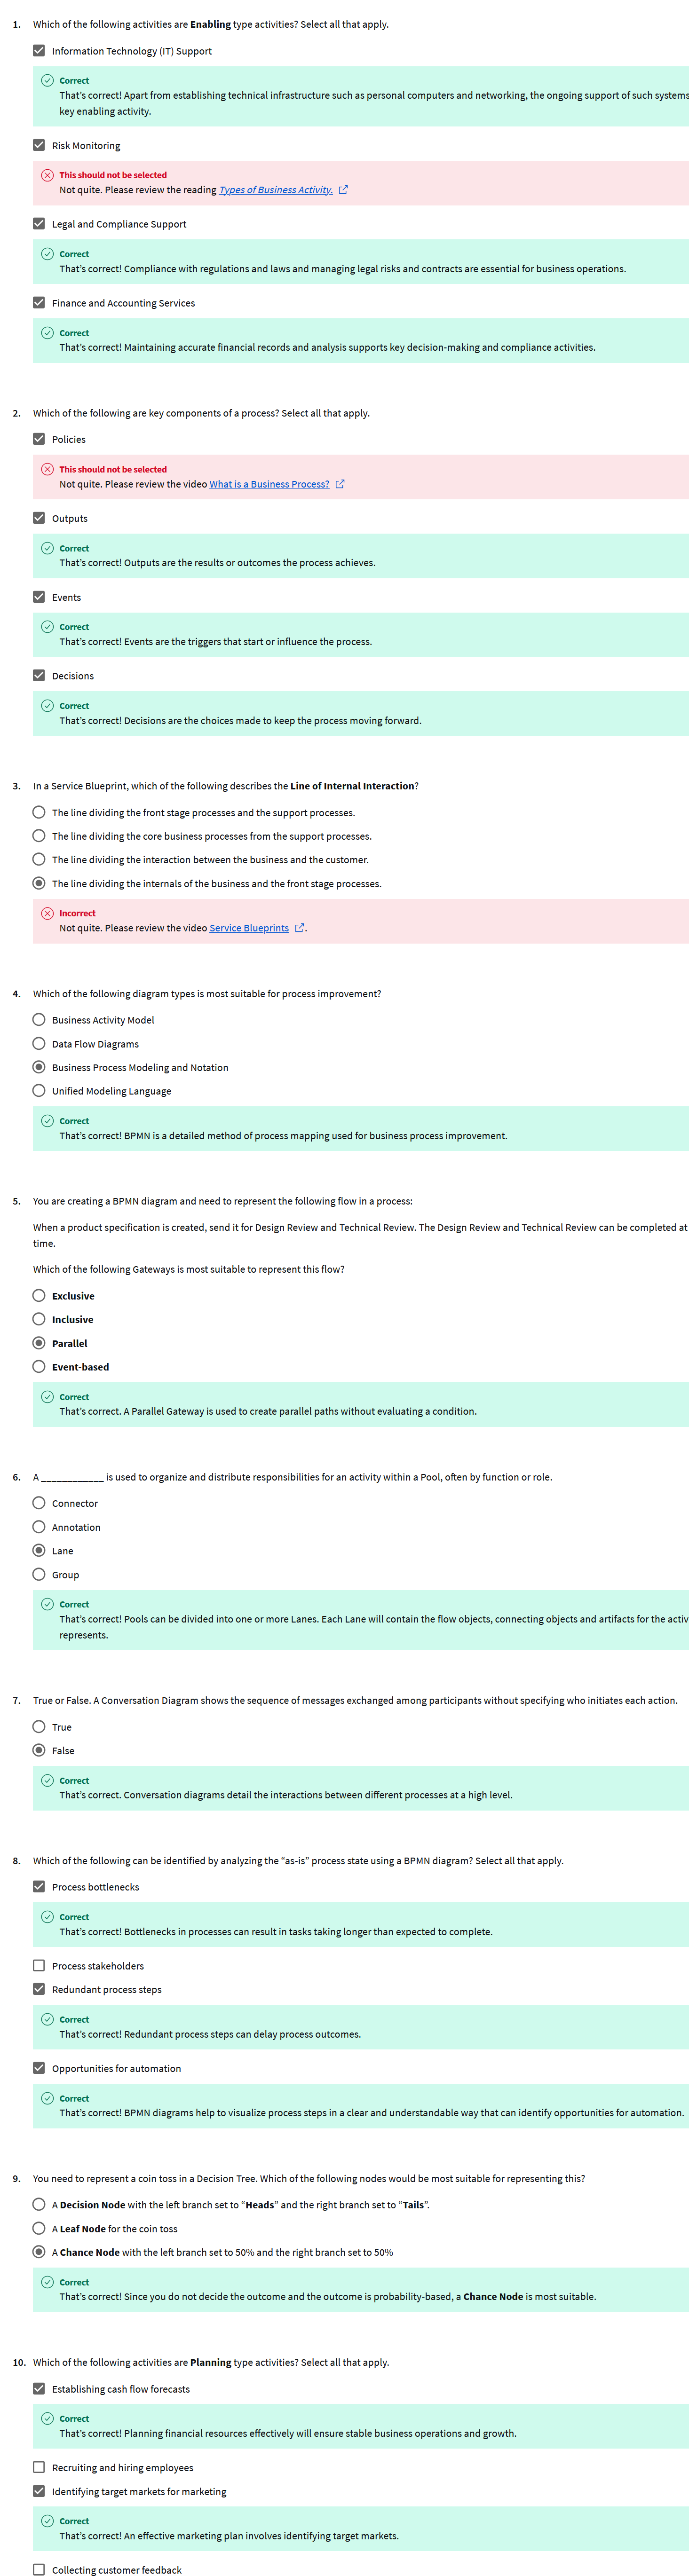 1. Which of the following activities are Enabling type activities? Select all that apply.
Information Technology (IT) Support
Correct
That's correct! Apart from establishing technical infrastructure such as personal computers and networking, the ongoing support of such systems
key enabling activity.
Risk Monitoring
This should not be selected
Not quite. Please review the reading Types of Business Activity.
Legal and Compliance Support
Correct
That's correct! Compliance with regulations and laws and managing legal risks and contracts are essential for business operations.
Finance and Accounting Services
Correct
That's correct! Maintaining accurate financial records and analysis supports key decision-making and compliance activities.
2. Which of the following are key components of a process? Select all that apply.
Policies
This should not be selected
Not quite. Please review the video What is a Business Process?
Outputs
Correct
That's correct! Outputs are the results or outcomes the process achieves.
Events
Correct
That's correct! Events are the triggers that start or influence the process.
Decisions
Correct
That's correct! Decisions are the choices made to keep the process moving forward.
3. In a Service Blueprint, which of the following describes the Line of Internal Interaction?
The line dividing the front stage processes and the support processes.
The line dividing the core business processes from the support processes.
The line dividing the interaction between the business and the customer.
The line dividing the internals of the business and the front stage processes.
Incorrect
Not quite. Please review the video Service Blueprints .
4. Which of the following diagram types is most suitable for process improvement?
Business Activity Model
Data Flow Diagrams
Business Process Modeling and Notation
Unified Modeling Language
Correct
That's correct! BPMN is a detailed method of process mapping used for business process improvement.
5. You are creating a BPMN diagram and need to represent the following flow in a process:
When a product specification is created, send it for Design Review and Technical Review. The Design Review and Technical Review can be completed at
time.
Which of the following Gateways is most suitable to represent this flow?
Exclusive
Inclusive
Parallel
Event-based
Correct
That's correct. A Parallel Gateway is used to create parallel paths without evaluating a condition.
6. A ____________ is used to organize and distribute responsibilities for an activity within a Pool, often by function or role.
Connector
Annotation
Lane
Group
Correct
That's correct! Pools can be divided into one or more Lanes. Each Lane will contain the flow objects, connecting objects and artifacts for the activ
represents.
7. True or False. A Conversation Diagram shows the sequence of messages exchanged among participants without specifying who initiates each action.
True
False
Correct
That's correct. Conversation diagrams detail the interactions between different processes at a high level.
8. Which of the following can be identified by analyzing the “as-is” process state using a BPMN diagram? Select all that apply.
Process bottlenecks
Correct
That's correct! Bottlenecks in processes can result in tasks taking longer than expected to complete.
Process stakeholders
Redundant process steps
Correct
That's correct! Redundant process steps can delay process outcomes.
Opportunities for automation
Correct
That's correct! BPMN diagrams help to visualize process steps in a clear and understandable way that can identify opportunities for automation.
9. You need to represent a coin toss in a Decision Tree. Which of the following nodes would be most suitable for representing this?
A Decision Node with the left branch set to “Heads” and the right branch set to “Tails”.
A Leaf Node for the coin toss
A Chance Node with the left branch set to 50% and the right branch set to 50%
Correct
That's correct! Since you do not decide the outcome and the outcome is probability-based, a Chance Node is most suitable.
10. Which of the following activities are Planning type activities? Select all that apply.
Establishing cash flow forecasts
Correct
That's correct! Planning financial resources effectively will ensure stable business operations and growth.
Recruiting and hiring employees
Identifying target markets for marketing
Correct
That's correct! An effective marketing plan involves identifying target markets.
Collecting customer feedback